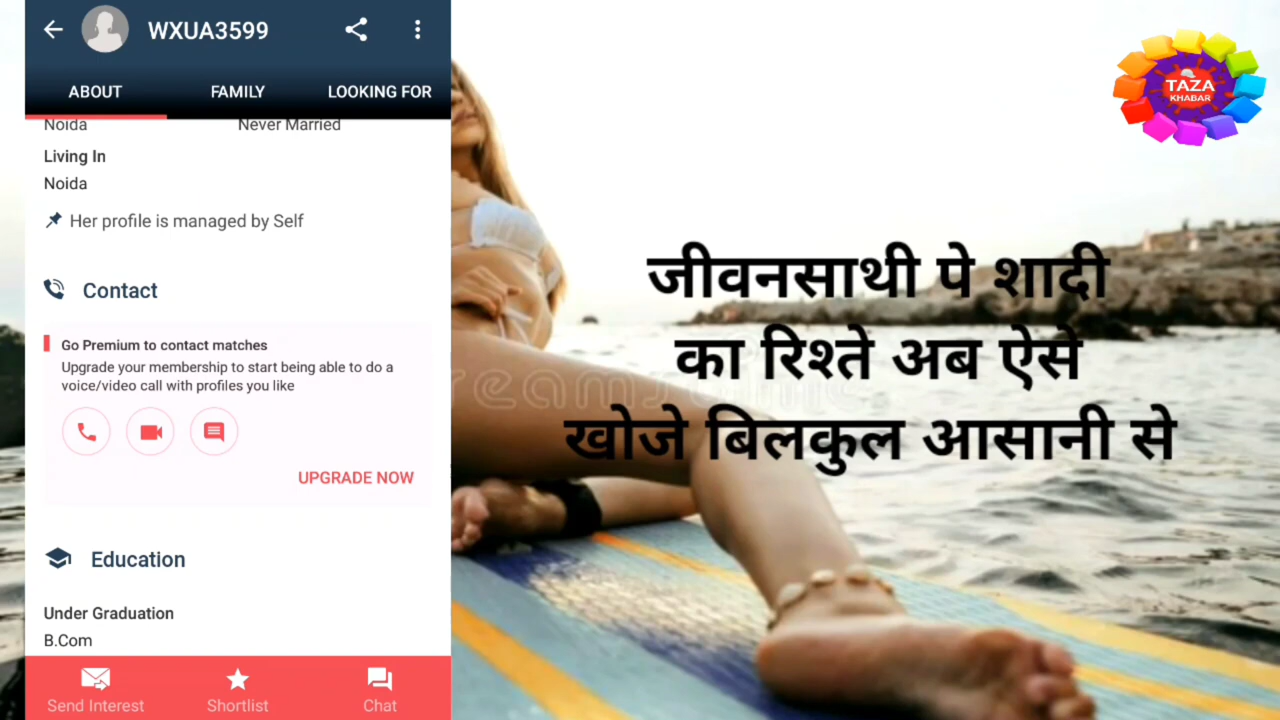 WXUA3599
ABOUT FAMILY LOOKING FOR
Noida Never Married
Living In
Noida
Her profile is managed by Self
Contact
Go Premium to contact matches
Upgrade your membership to start being able to do a
voice/video call with profiles you like
UPGRADE NOW
Education
Under Graduation
B.Com
Send Interest Shortlist Chat
TAZA
KHABAR
जीवनसाथी पे शादी
का रिश्ते अब ऐसे
खोजे बिलकुल आसानी से